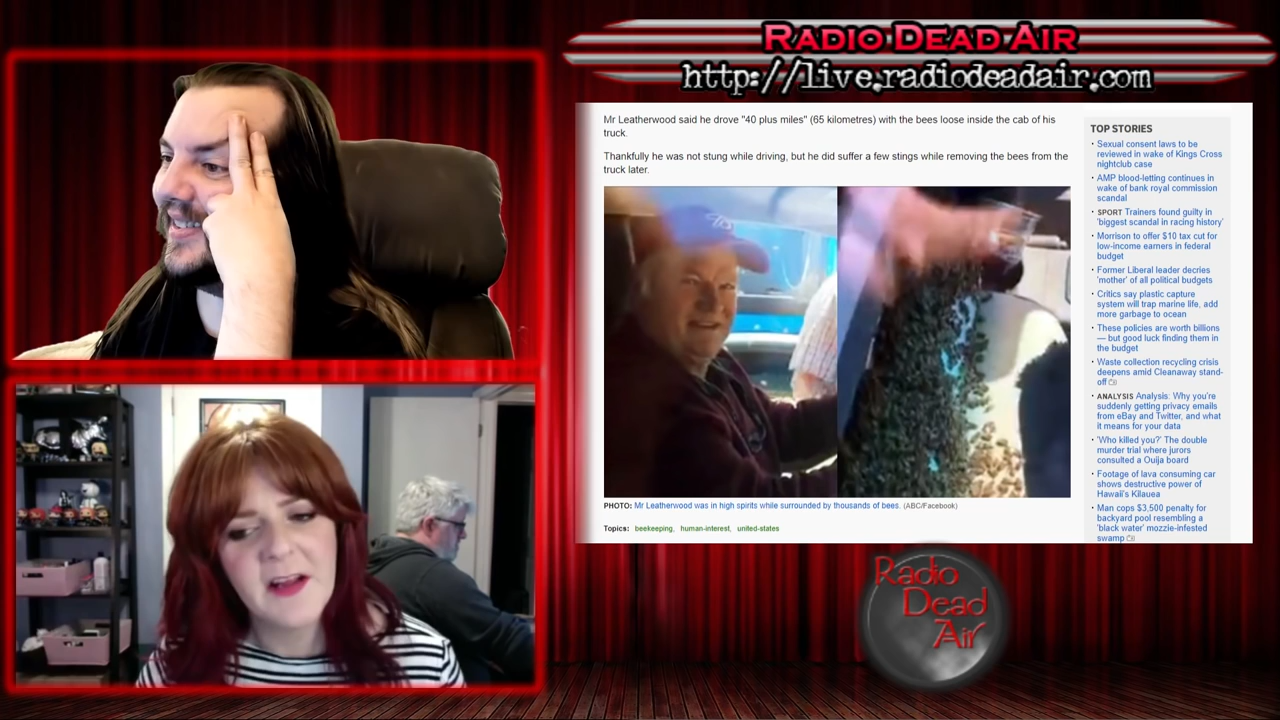 RADIO DEAD AIR
http://live.radiodeadair.com
Mr Leatherwood said he drove "40 plus miles" (65 kilometres) with the bees loose inside the cab of his
truck.
Thankfully he was not stung while driving, but he did suffer a few stings while removing the bees from the
truck later.
PHOTO: Mr Leatherwood was in high spirits while surrounded by thousands of bees. (ABC/Facebook)
Topics: beekeeping, human-interest, united-states
TOP STORIES
• Sexual consent laws to be
reviewed in wake of Kings Cross
nightclub case
• AMP blood-letting continues in
wake of bank royal commission
scandal
• SPORT Trainers found guilty in
'biggest scandal in racing history'
• Morrison to offer $10 tax cut for
low-income earners in federal
budget
• Former Liberal leader decries
'mother' of all political budgets
• Critics say plastic capture
system will trap marine life, add
more garbage to ocean
• These policies are worth billions
— but good luck finding them in
the budget
• Waste collection recycling crisis
deepens amid Cleanaway stand-
off
• ANALYSIS Analysis: Why you're
suddenly getting privacy emails
from eBay and Twitter, and what
it means for your data
• 'Who killed you?' The double
murder trial where jurors
consulted a Ouija board
• Footage of lava consuming car
shows destructive power of
Hawaii's Kilauea
• Man cops $3,500 penalty for
backyard pool resembling a
'black water' mozzie-infested
swamp
Radio
Dead
Air